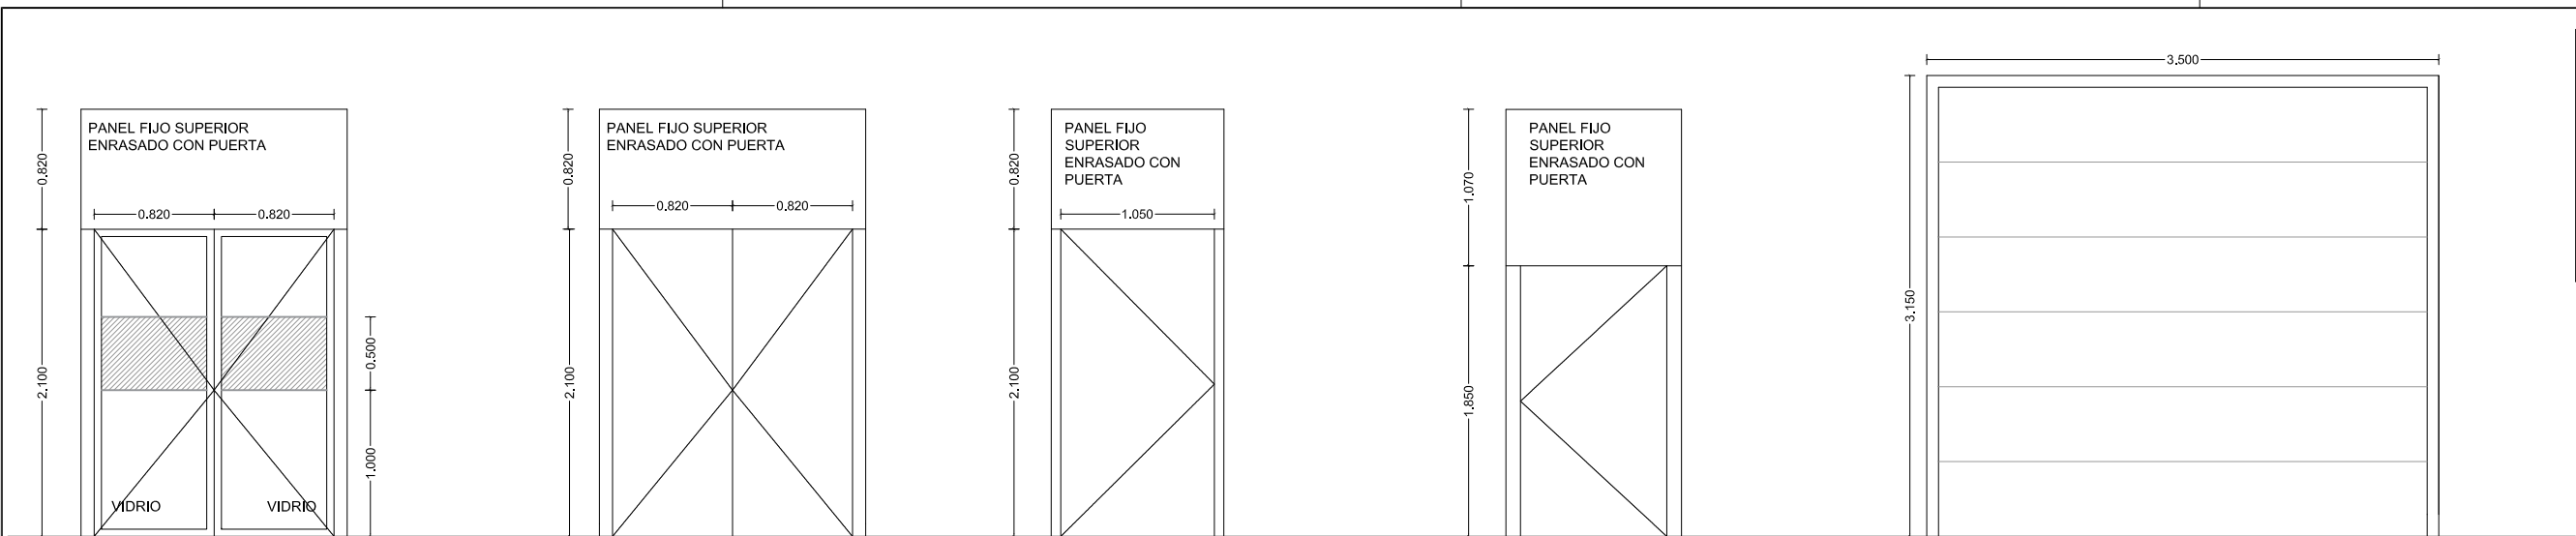 PANEL FIJO SUPERIOR
ENRASADO CON PUERTA
0.820
0.820
0.820
2.100
0.500
1.000
VIDRIO
VIDRIO
PANEL FIJO SUPERIOR
ENRASADO CON PUERTA
0.820
0.820
0.820
2.100
PANEL FIJO
SUPERIOR
ENRASADO CON
PUERTA
0.820
1.050
2.100
PANEL FIJO
SUPERIOR
ENRASADO CON
PUERTA
1.070
1.850
3.500
3.150